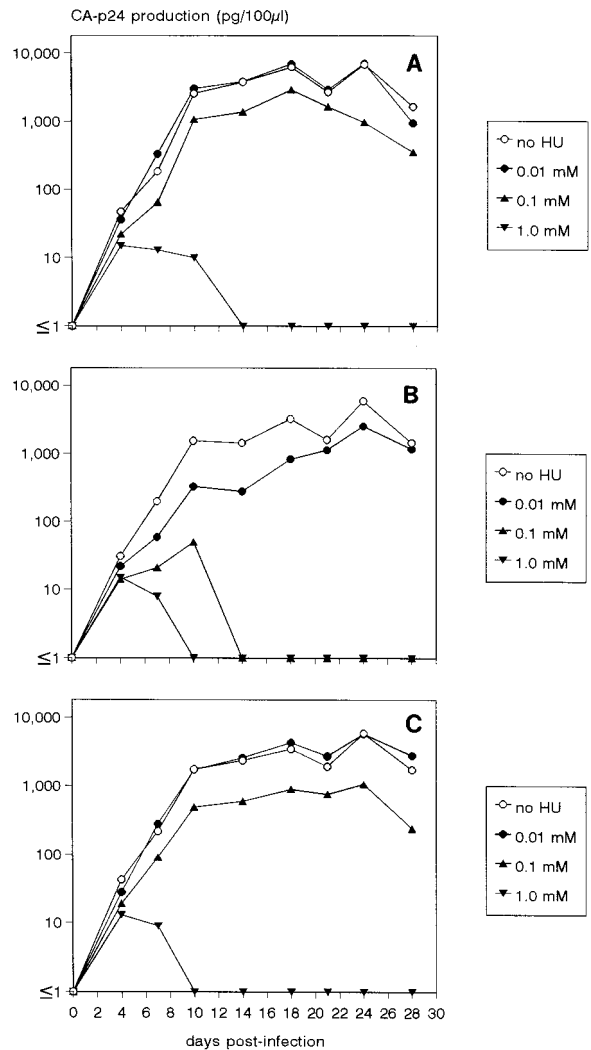 CA-p24 production (pg/100µl)
10,000
1,000
100
10
≤1
A
no HU
0.01 mM
0.1 mM
1.0 mM
10,000
1,000
100
10
≤1
B
no HU
0.01 mM
0.1 mM
1.0 mM
10,000
1,000
100
10
≤1
C
no HU
0.01 mM
0.1 mM
1.0 mM
0 2 4 6 8 10 12 14 16 18 20 22 24 26 28 30
days post-infection